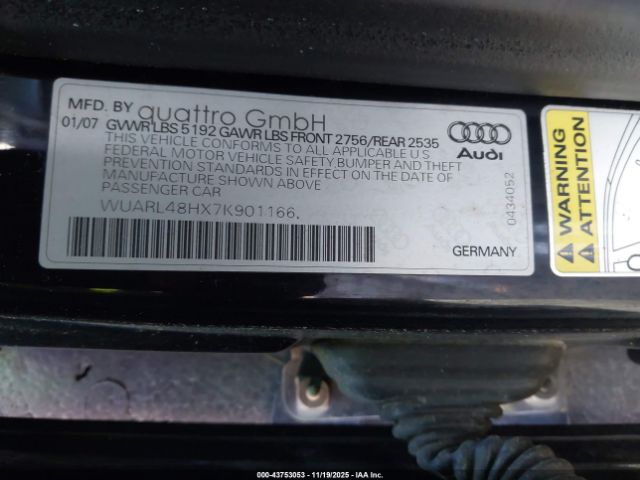 MFD. BY quattro GmbH
01/07 GVWR LBS 5192 GAWR LBS FRONT 2756/REAR 2535
THIS VEHICLE CONFORMS TO ALL APPLICABLE U S
FEDERAL MOTOR VEHICLE SAFETY, BUMPER AND THEFT
PREVENTION STANDARDS IN EFFECT ON THE DATE OF
MANUFACTURE SHOWN ABOVE
PASSENGER CAR
WUARL48HX7K901166.
Audi
0434052
GERMANY
WARNING
ATTENTION
000-43753053 - 11/19/2025 - IAA Inc.